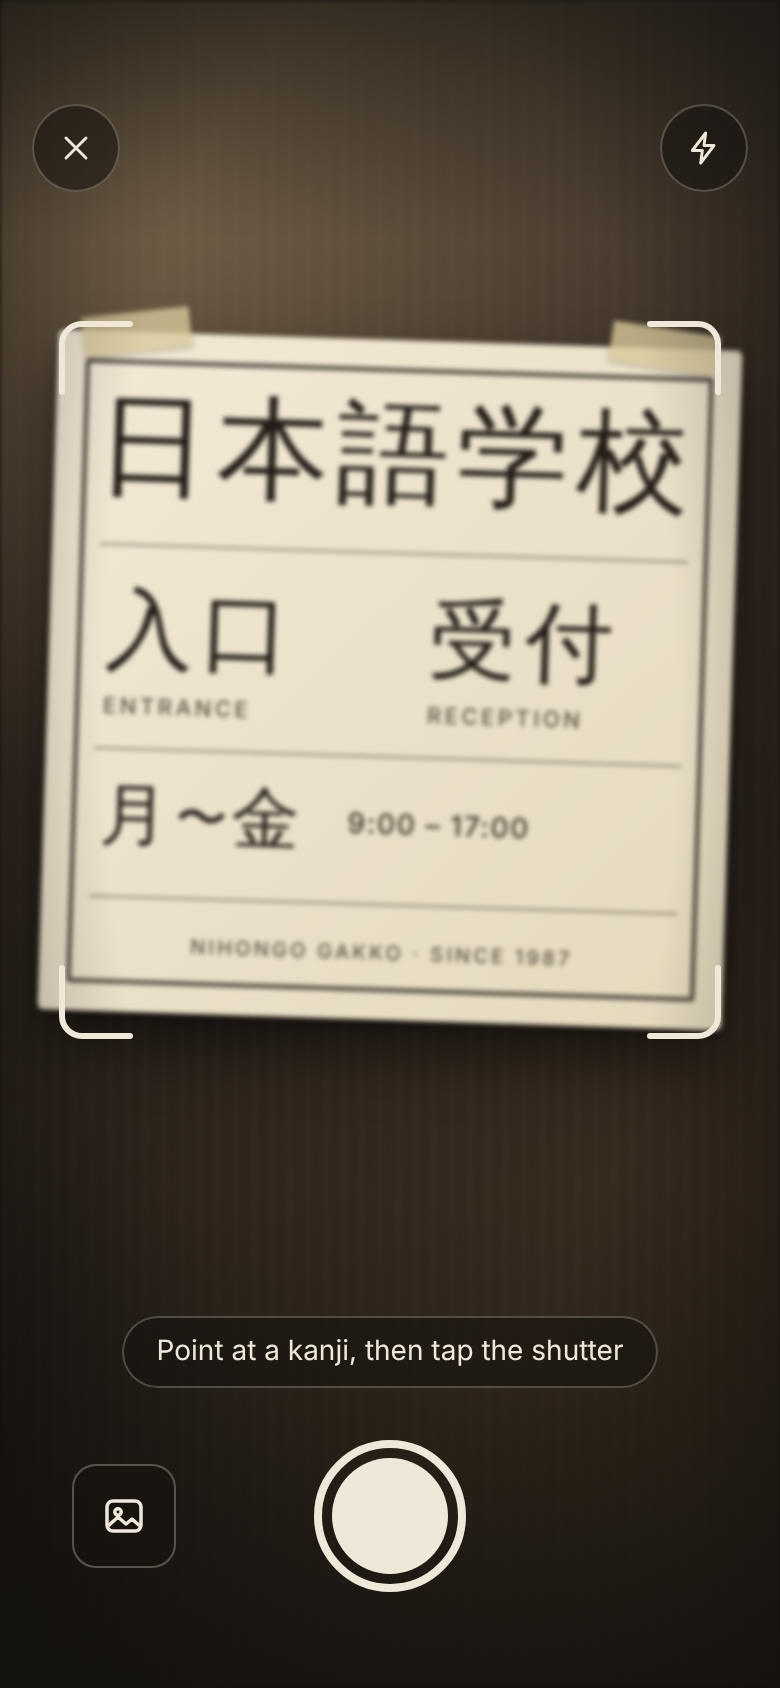 日本語学校
入口 受付
ENTRANCE RECEPTION
月～金 9:00 – 17:00
NIHONGO GAKKO · SINCE 1987
Point at a kanji, then tap the shutter